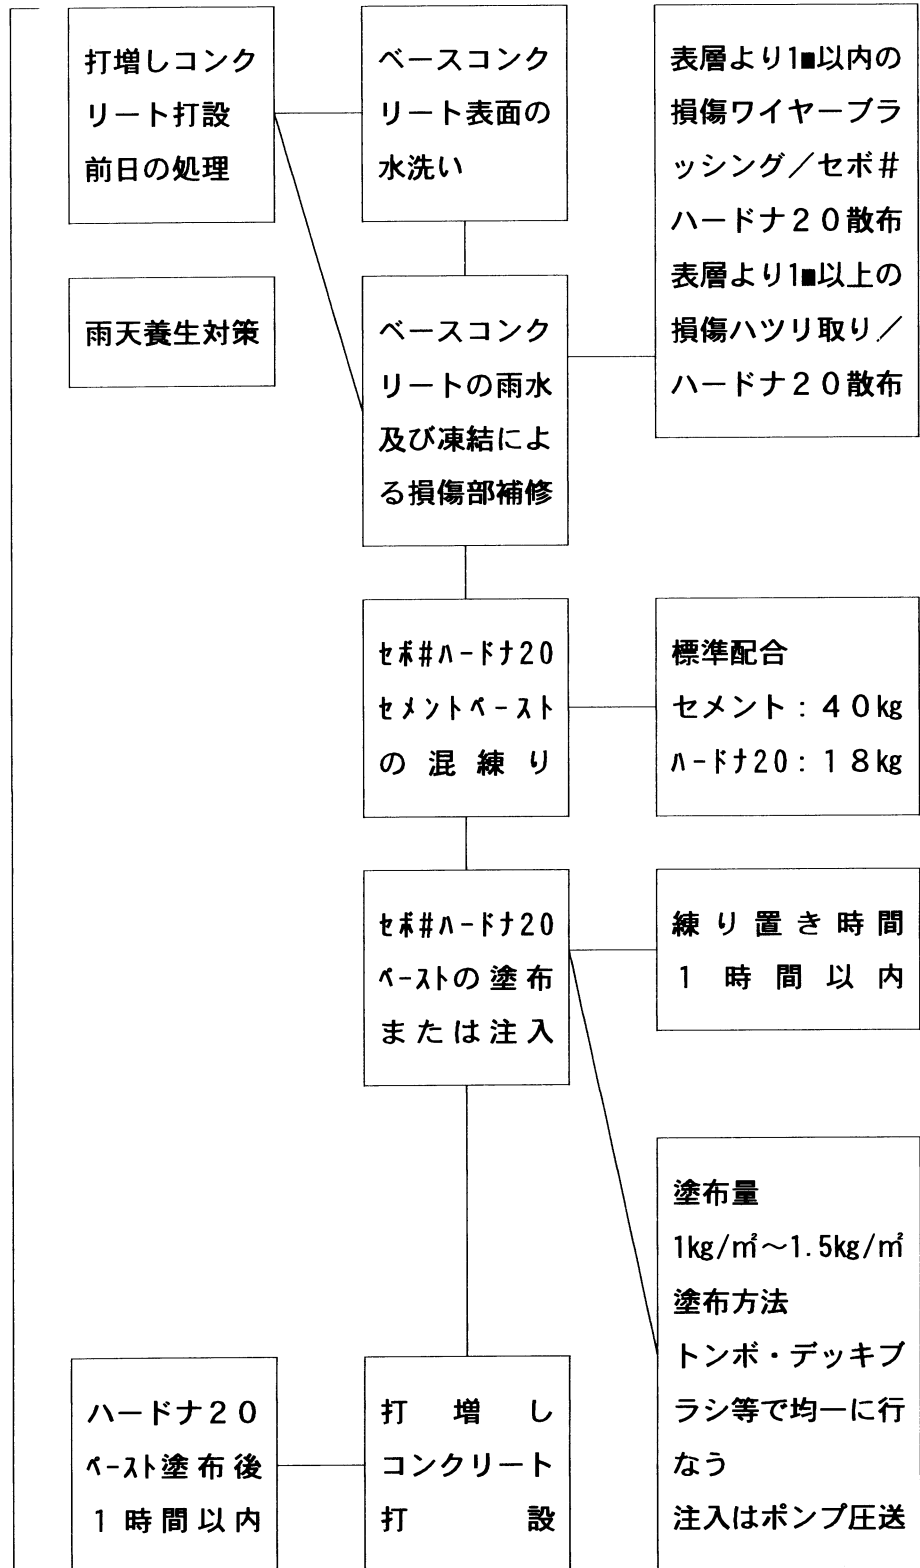 打増しコンク
リート打設
前日の処理
ベースコンク
リート表面の
水洗い
表層より1■以内の
損傷ワイヤーブラ
ッシング／セボ＃
ハードナ２０散布
表層より1■以上の
損傷ハツリ取り／
ハードナ２０散布
雨天養生対策
ベースコンク
リートの雨水
及び凍結によ
る損傷部補修
ｾﾎﾞ#ﾊｰﾄﾞﾅ20
ｾﾒﾝﾄﾍﾟｰｽﾄ
の混練り
標準配合
セメント：４０㎏
ﾊｰﾄﾞﾅ20：１８㎏
ｾﾎﾞ#ﾊｰﾄﾞﾅ20
ﾍﾟｰｽﾄの塗布
または注入
練り置き時間
１時間以内
塗布量
1㎏/㎡～1.5㎏/㎡
塗布方法
トンボ・デッキブ
ラシ等で均一に行
なう
注入はポンプ圧送
ハードナ２０
ﾍﾟｰｽﾄ塗布後
１時間以内
打増し
コンクリート
打設